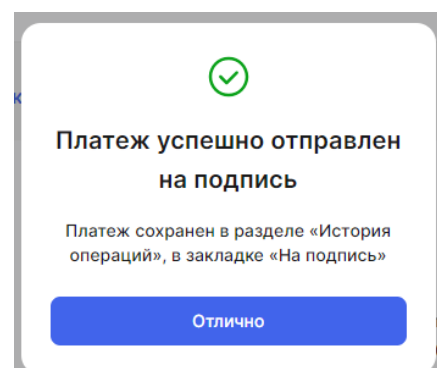 Платеж успешно отправлен
на подпись
Платеж сохранен в разделе «История
операций», в закладке «На подпись»
Отлично